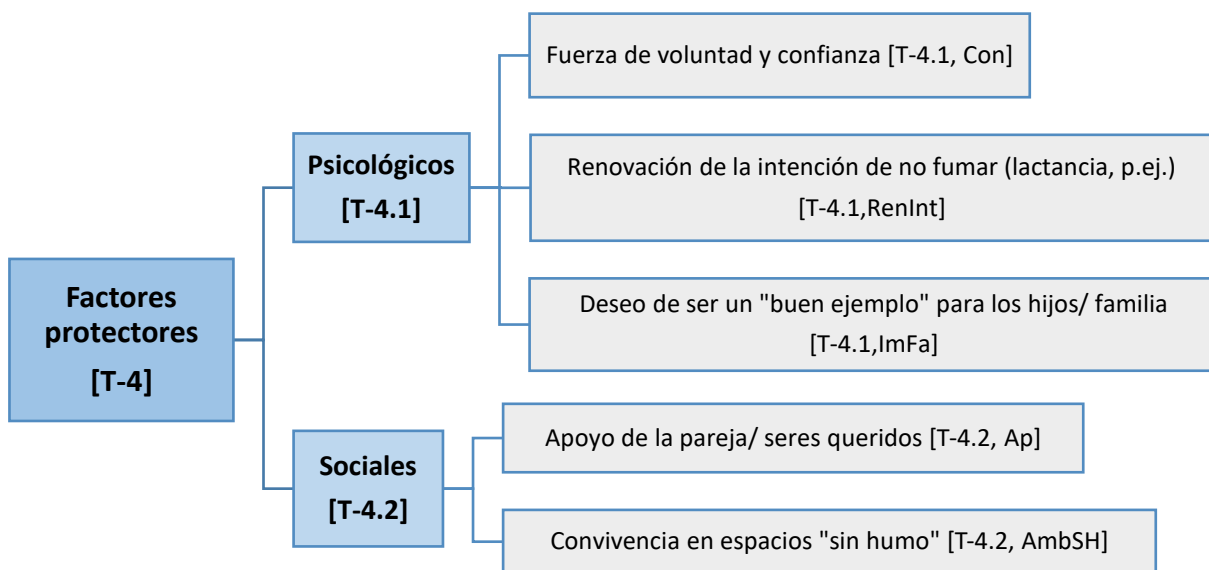 Factores
protectores
[T-4]
Psicológicos
[T-4.1]
Fuerza de voluntad y confianza [T-4.1, Con]
Renovación de la intención de no fumar (lactancia, p.ej.)
[T-4.1,RenInt]
Deseo de ser un "buen ejemplo" para los hijos/ familia
[T-4.1,ImFa]
Sociales
[T-4.2]
Apoyo de la pareja/ seres queridos [T-4.2, Ap]
Convivencia en espacios "sin humo" [T-4.2, AmbSH]